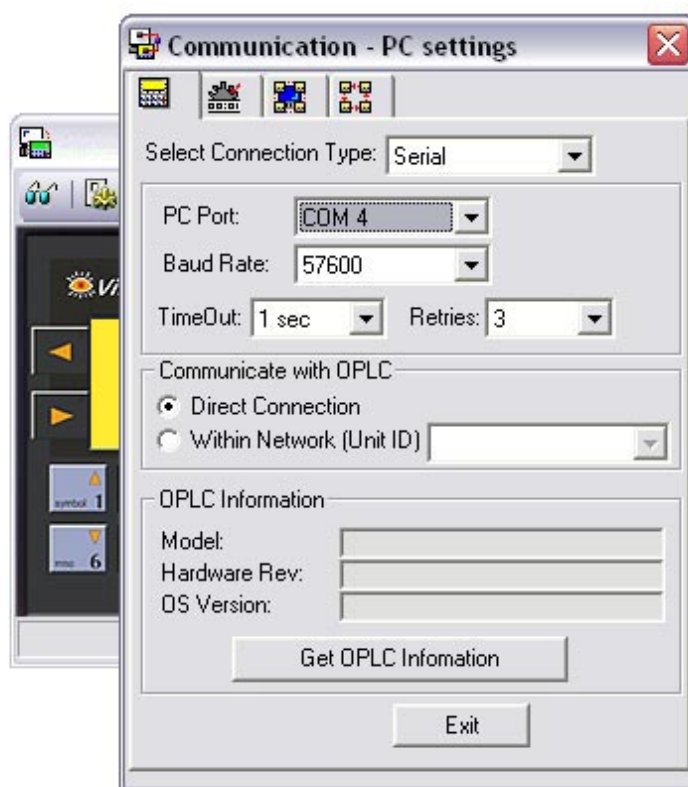 Communication - PC settings
Select Connection Type: Serial
PC Port: COM 4
Baud Rate: 57600
TimeOut: 1 sec Retries: 3
Communicate with OPLC
Direct Connection
Within Network (Unit ID)
OPLC Information
Model:
Hardware Rev:
OS Version:
Get OPLC Infomation
Exit
Vi
symbol 1
mno 6